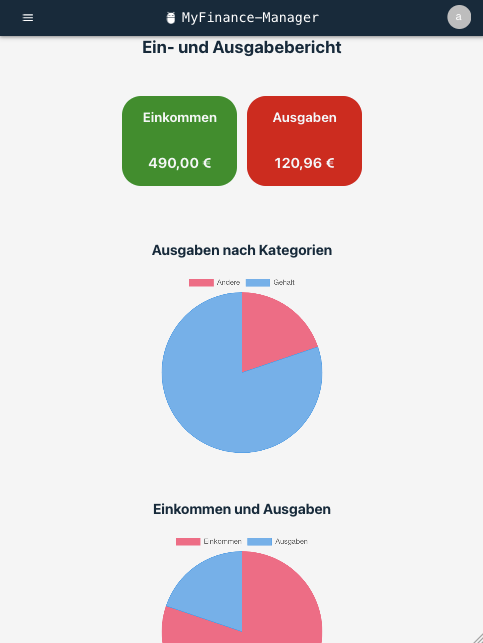 MyFinance-Manager
a
Ein- und Ausgabebericht
Einkommen
490,00 €
Ausgaben
120,96 €
Ausgaben nach Kategorien
Andere
Gehalt
Einkommen und Ausgaben
Einkommen
Ausgaben